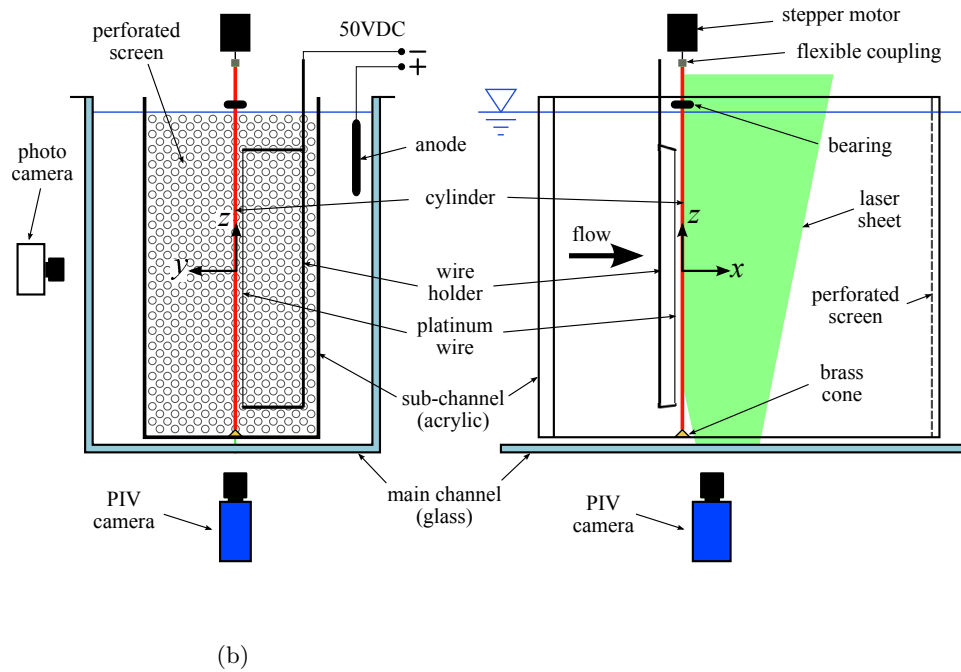 perforated
screen
50VDC
−
+
stepper motor
flexible coupling
photo
camera
anode
bearing
cylinder
z
z
laser
sheet
flow
y
x
wire
holder
perforated
screen
platinum
wire
sub-channel
(acrylic)
brass
cone
main channel
(glass)
PIV
camera
PIV
camera
(b)